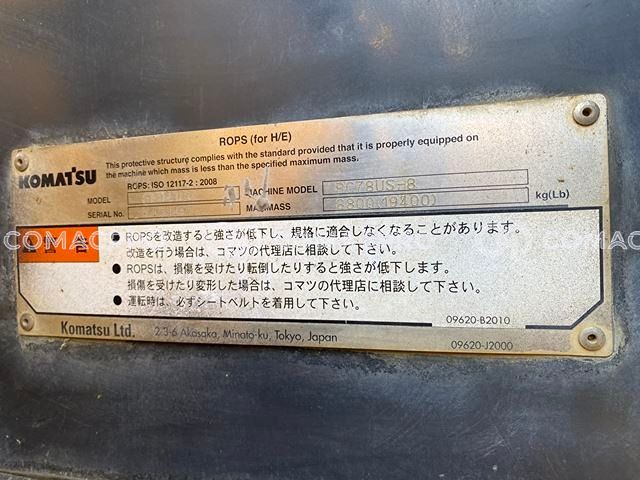 ROPS (for H/E)
This protective structure complies with the standard provided that it is properly equipped on
the machine which mass is less than the specified maximum mass.
KOMATSU
ROPS: ISO 12117-2 : 2008
MODEL
MACHINE MODEL PC78US-8
SERIAL No.
MAX MASS 8800(19400) kg(Lb)
警告
● ROPSを改造すると強さが低下し、規格に適合しなくなることがあります。
改造を行う場合は、コマツの代理店に相談して下さい。
● ROPSは、損傷を受けたり転倒したりすると強さが低下します。
損傷を受けたり変形した場合は、コマツの代理店に相談して下さい。
● 運転時は、必ずシートベルトを着用して下さい。
09620-B2010
Komatsu Ltd. 2-3-6 Akasaka, Minato-ku, Tokyo, Japan
09620-J2000